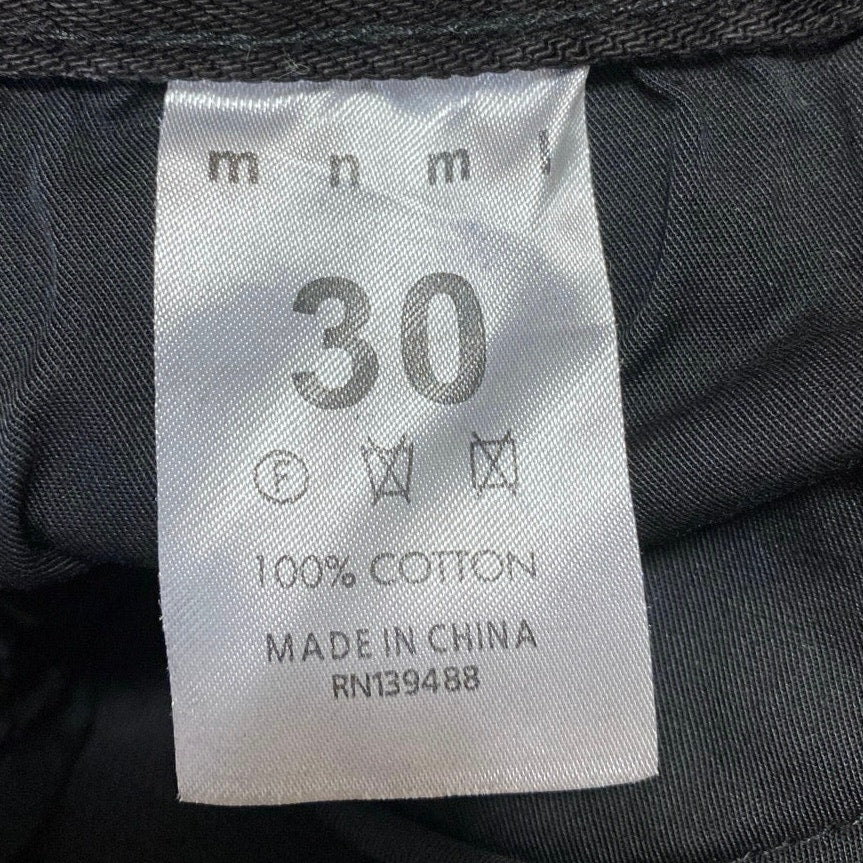 m n m l
30
F
100% COTTON
MADE IN CHINA
RN139488